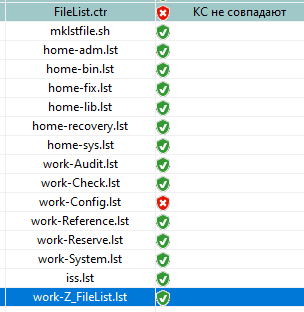 FileList.ctr КС не совпадают
mklstfile.sh
home-adm.lst
home-bin.lst
home-fix.lst
home-lib.lst
home-recovery.lst
home-sys.lst
work-Audit.lst
work-Check.lst
work-Config.lst
work-Reference.lst
work-Reserve.lst
work-System.lst
iss.lst
work-Z_FileList.lst